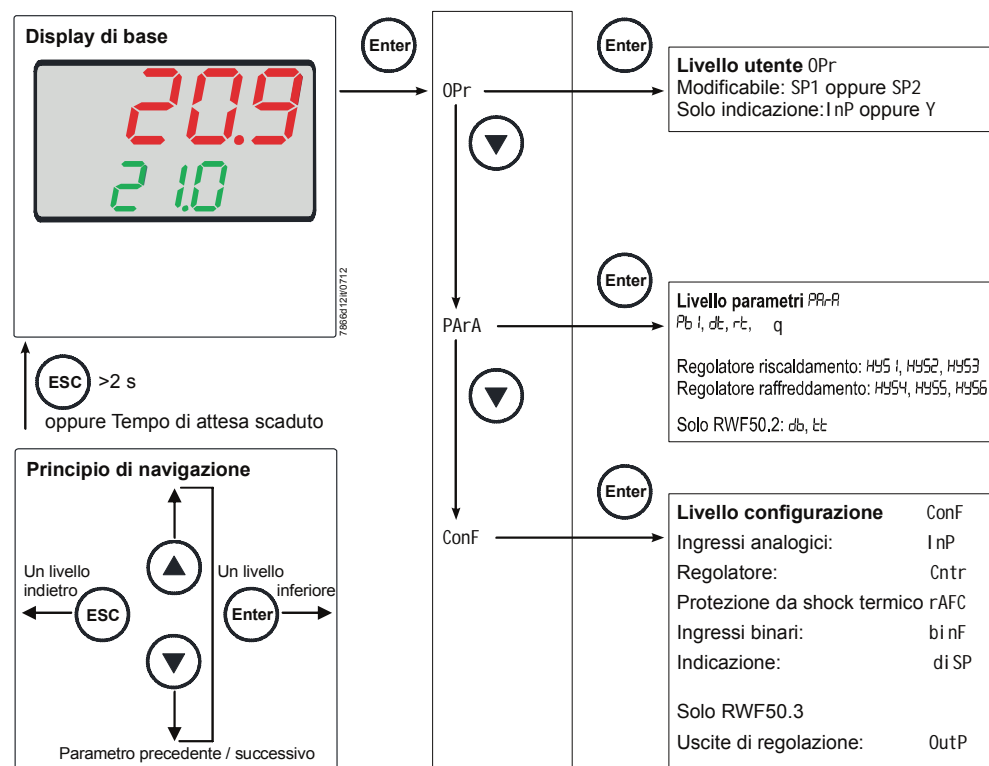 Display di base
20.9
21.0
7866d12it/0712
Enter
Enter
OPr
Livello utente OPr
Modificabile: SP1 oppure SP2
Solo indicazione:InP oppure Y
ESC >2 s
oppure Tempo di attesa scaduto
Enter
PArA
Livello parametri PArA
Pb1, dt, rt, q
Regolatore riscaldamento: HYS1, HYS2, HYS3
Regolatore raffreddamento: HYS4, HYS5, HYS6
Solo RWF50.2: db, tt
Principio di navigazione
Un livello
indietro
ESC
Un livello
inferiore
Enter
Parametro precedente / successivo
Enter
ConF
Livello configurazione ConF
Ingressi analogici: InP
Regolatore: Cntr
Protezione da shock termico rAFC
Ingressi binari: binF
Indicazione: diSP
Solo RWF50.3
Uscite di regolazione: OutP